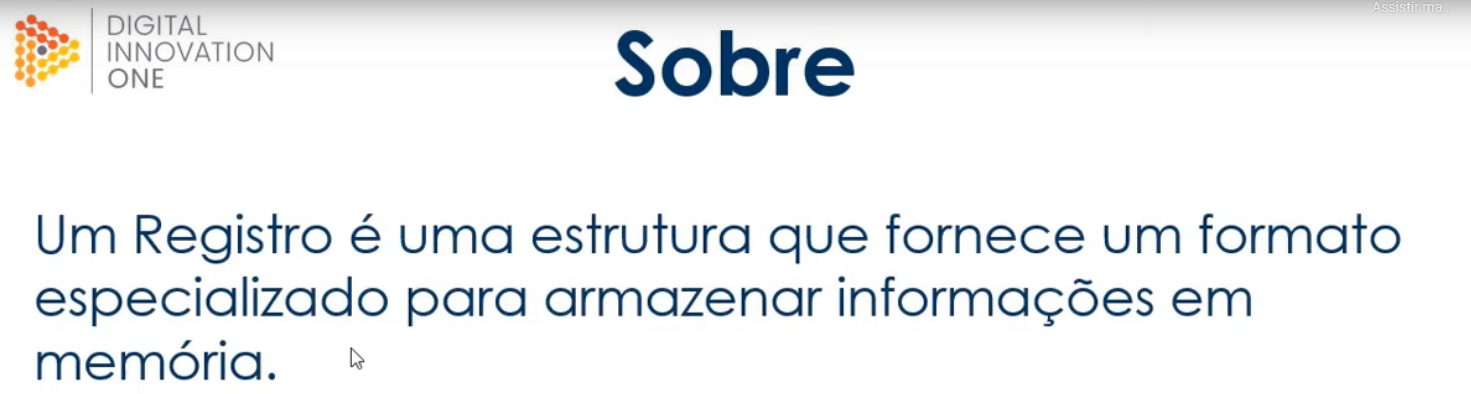 Assistir ma...
DIGITAL
INNOVATION
ONE
Sobre
Um Registro é uma estrutura que fornece um formato
especializado para armazenar informações em
memória.